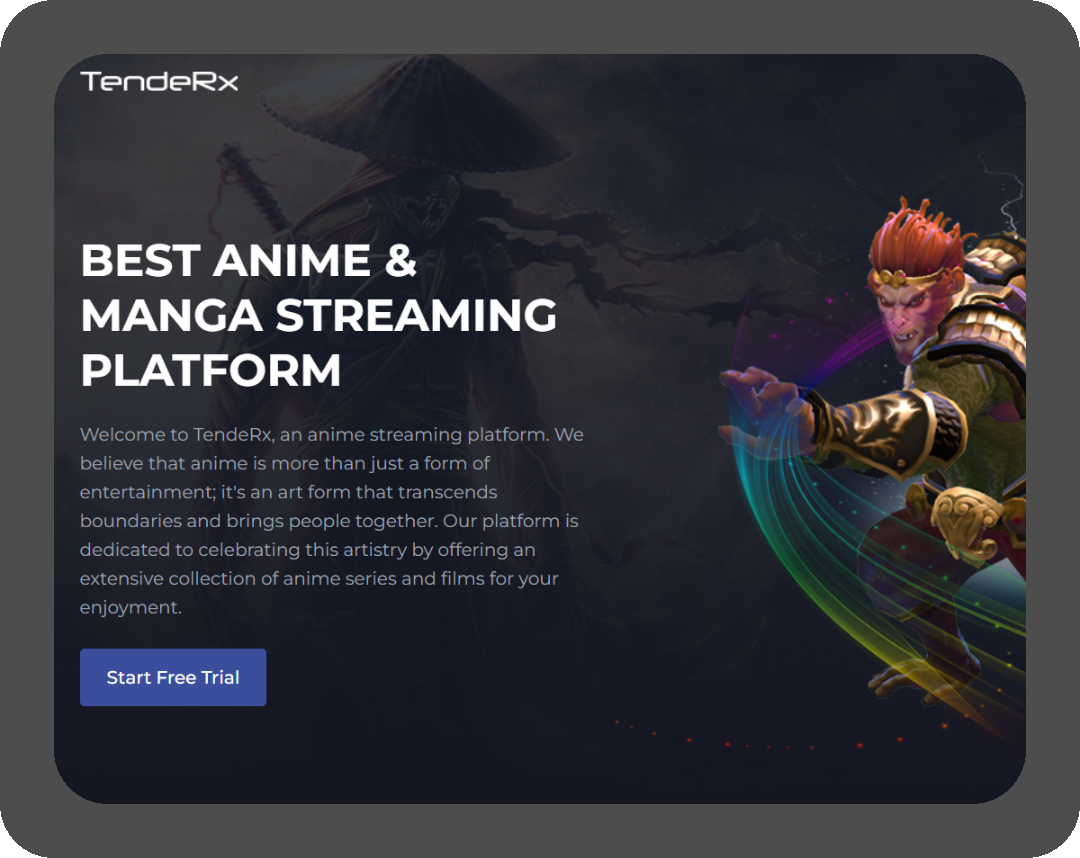 TendeRx
BEST ANIME &
MANGA STREAMING
PLATFORM
Welcome to TendeRx, an anime streaming platform. We
believe that anime is more than just a form of
entertainment; it's an art form that transcends
boundaries and brings people together. Our platform is
dedicated to celebrating this artistry by offering an
extensive collection of anime series and films for your
enjoyment.
Start Free Trial